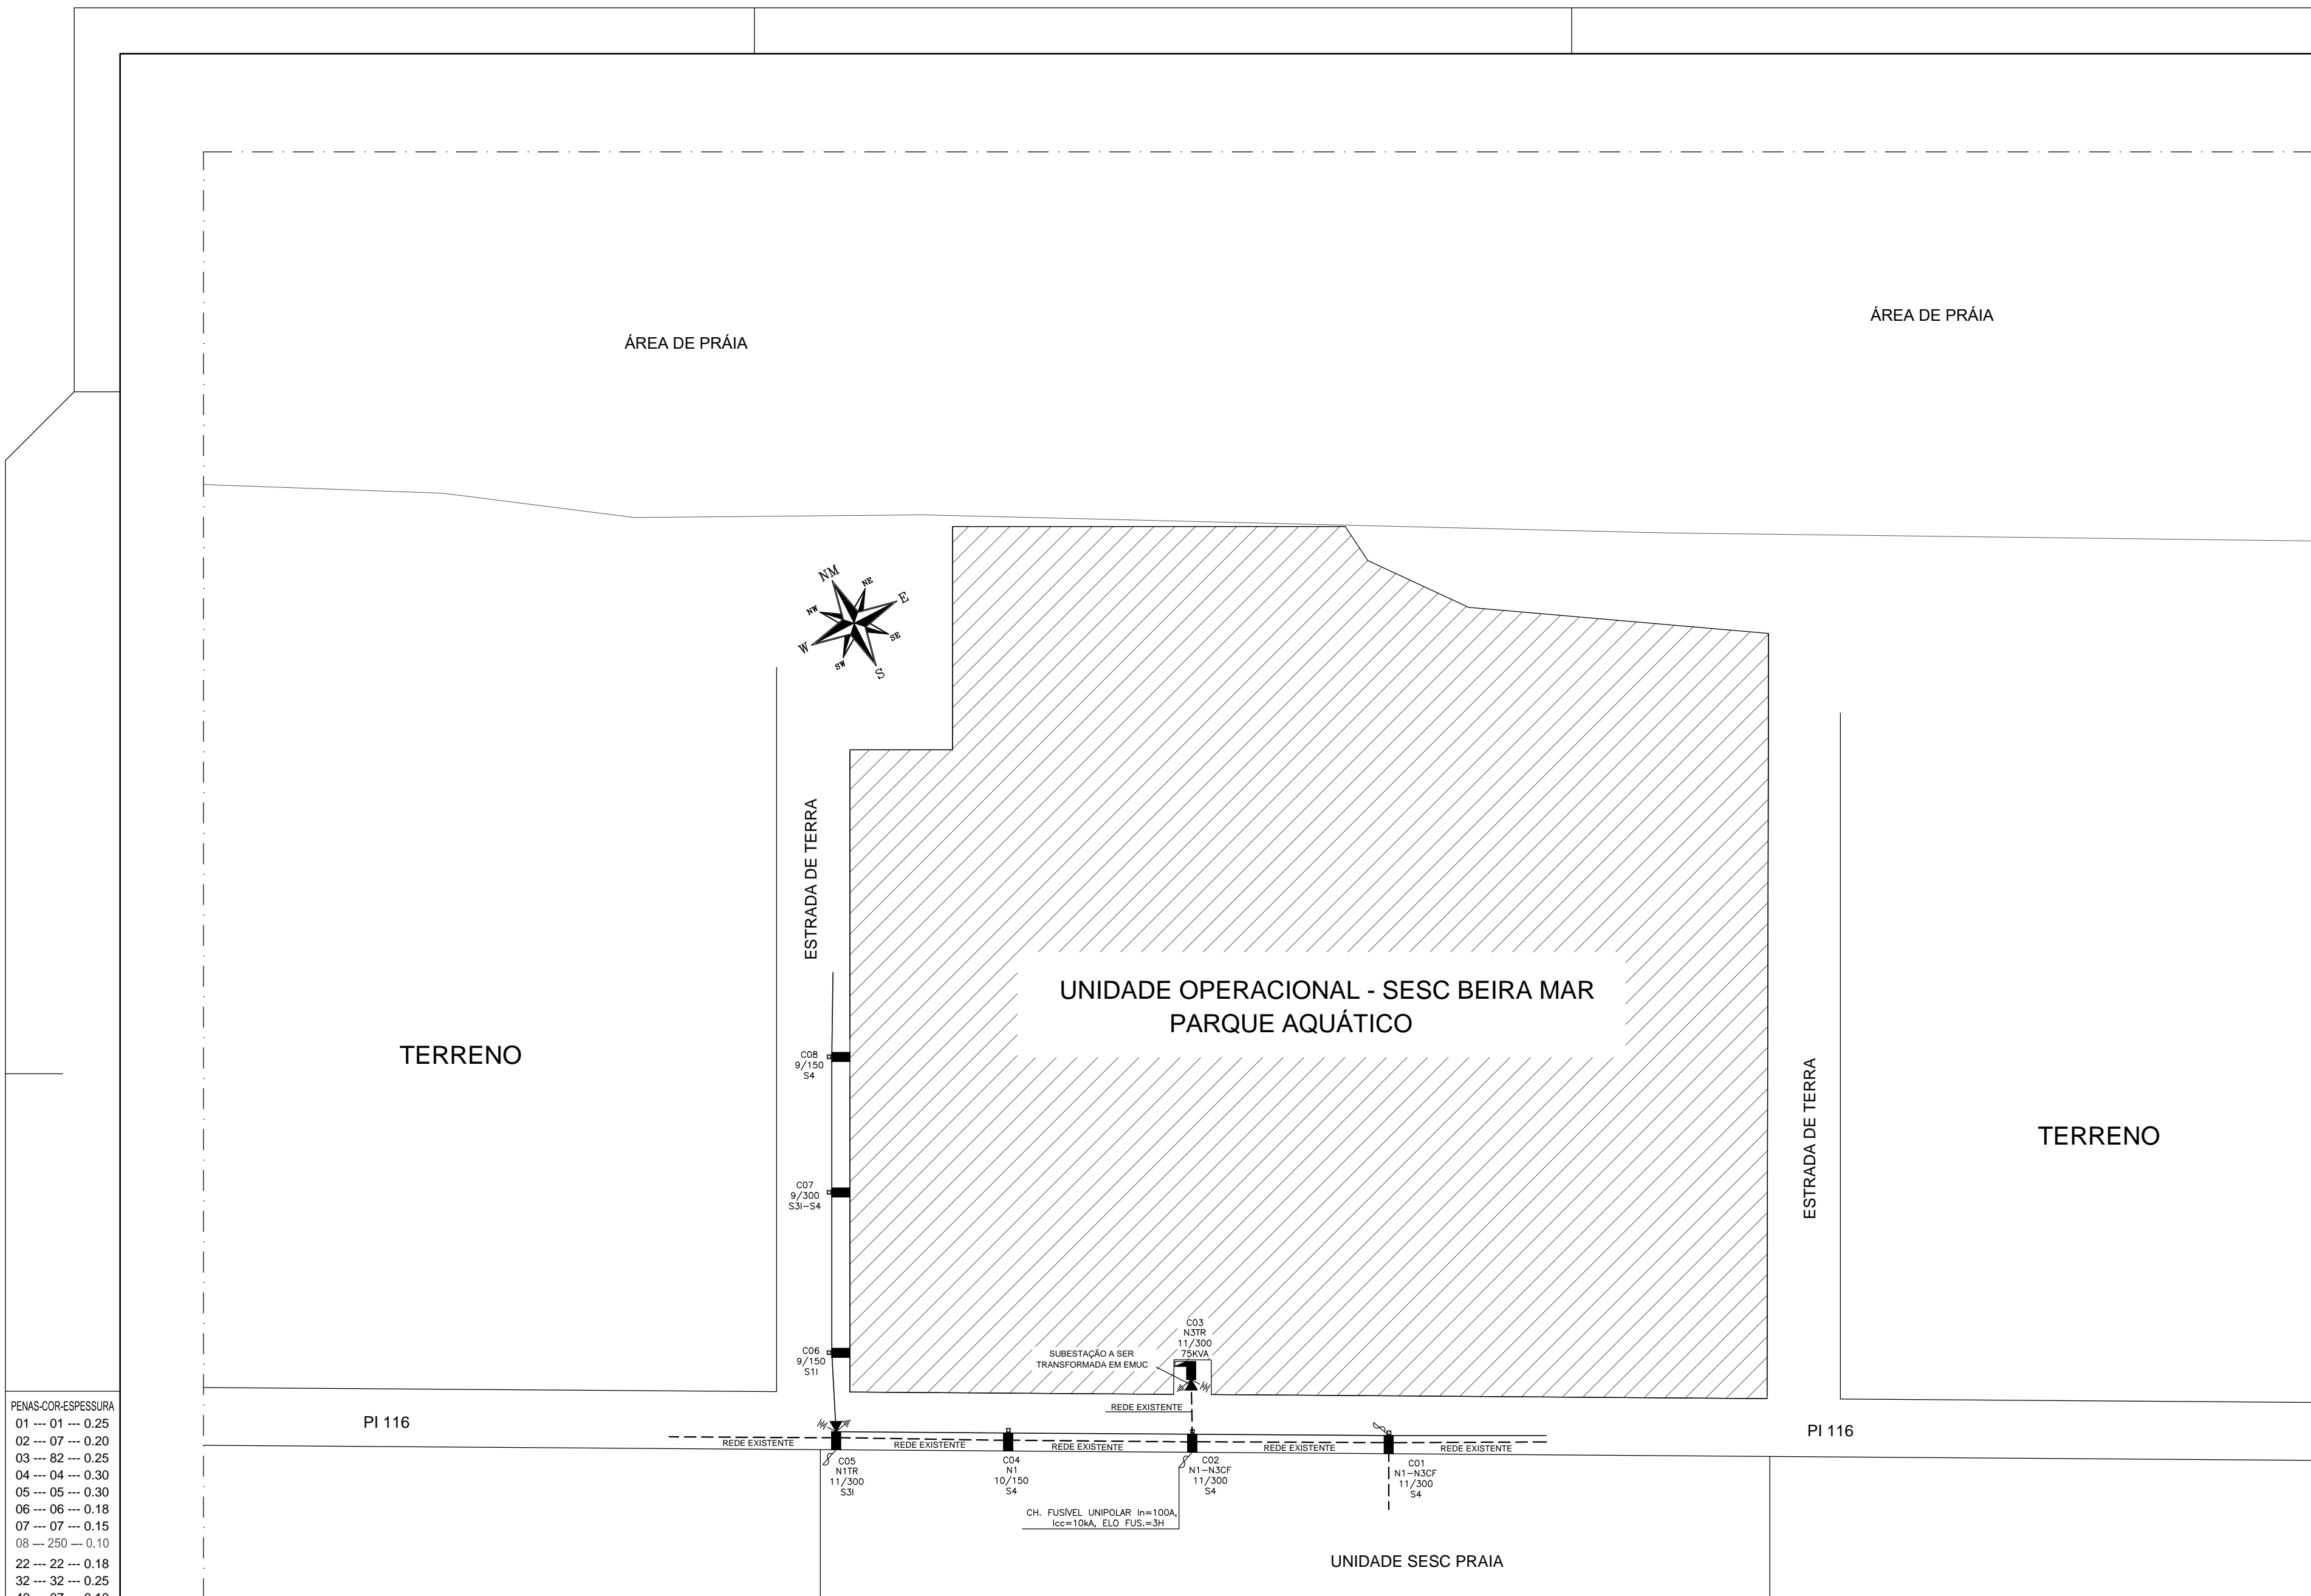 ÁREA DE PRÁIA
ÁREA DE PRÁIA
NM
NE
E
SE
S
SW
W
NW
ESTRADA DE TERRA
UNIDADE OPERACIONAL - SESC BEIRA MAR
PARQUE AQUÁTICO
TERRENO
C08
9/150
S4
ESTRADA DE TERRA
TERRENO
C07
9/300
S3I-S4
C06
9/150
S1I
C03
N3TR
11/300
75KVA
SUBESTAÇÃO A SER
TRANSFORMADA EM EMUC
REDE EXISTENTE
PI 116
PI 116
REDE EXISTENTE
REDE EXISTENTE
REDE EXISTENTE
REDE EXISTENTE
REDE EXISTENTE
C05
N1TR
11/300
S3I
C04
N1
10/150
S4
C02
N1-N3CF
11/300
S4
C01
N1-N3CF
11/300
S4
CH. FUSÍVEL UNIPOLAR In=100A,
Icc=10kA, ELO FUS.=3H
UNIDADE SESC PRAIA
PENAS-COR-ESPESSURA
01 --- 01 --- 0.25
02 --- 07 --- 0.20
03 --- 82 --- 0.25
04 --- 04 --- 0.30
05 --- 05 --- 0.30
06 --- 06 --- 0.18
07 --- 07 --- 0.15
08 --- 250 --- 0.10
22 --- 22 --- 0.18
32 --- 32 --- 0.25